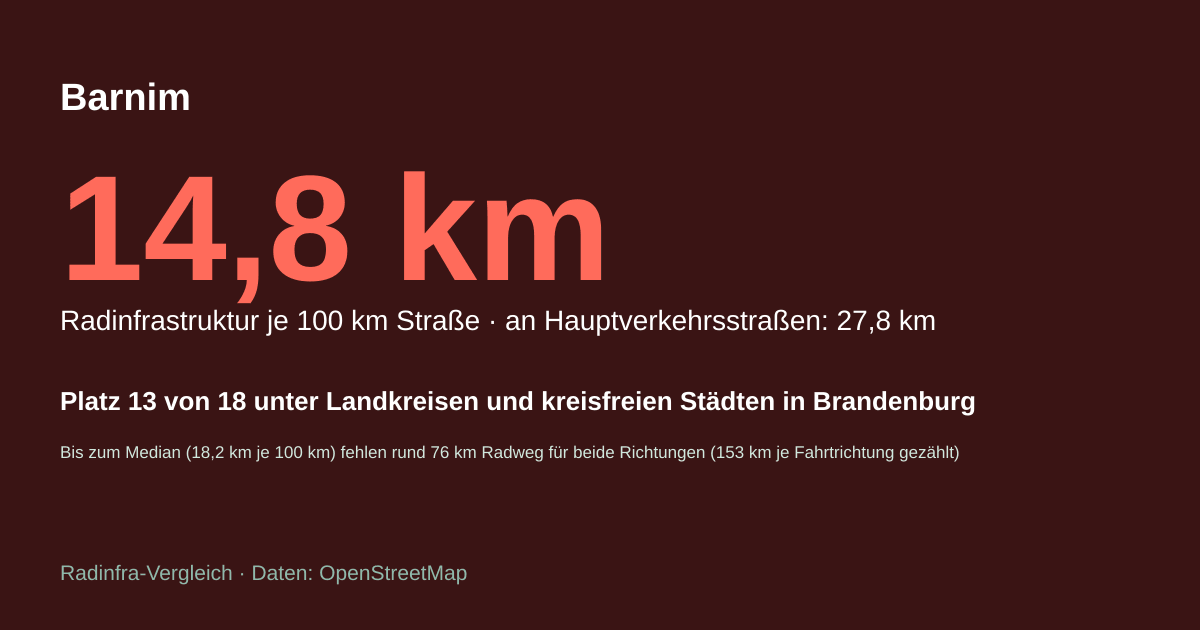 Barnim
14,8 km
Radinfrastruktur je 100 km Straße · an Hauptverkehrsstraßen: 27,8 km
Platz 13 von 18 unter Landkreisen und kreisfreien Städten in Brandenburg
Bis zum Median (18,2 km je 100 km) fehlen rund 76 km Radweg für beide Richtungen (153 km je Fahrtrichtung gezählt)
Radinfra-Vergleich · Daten: OpenStreetMap